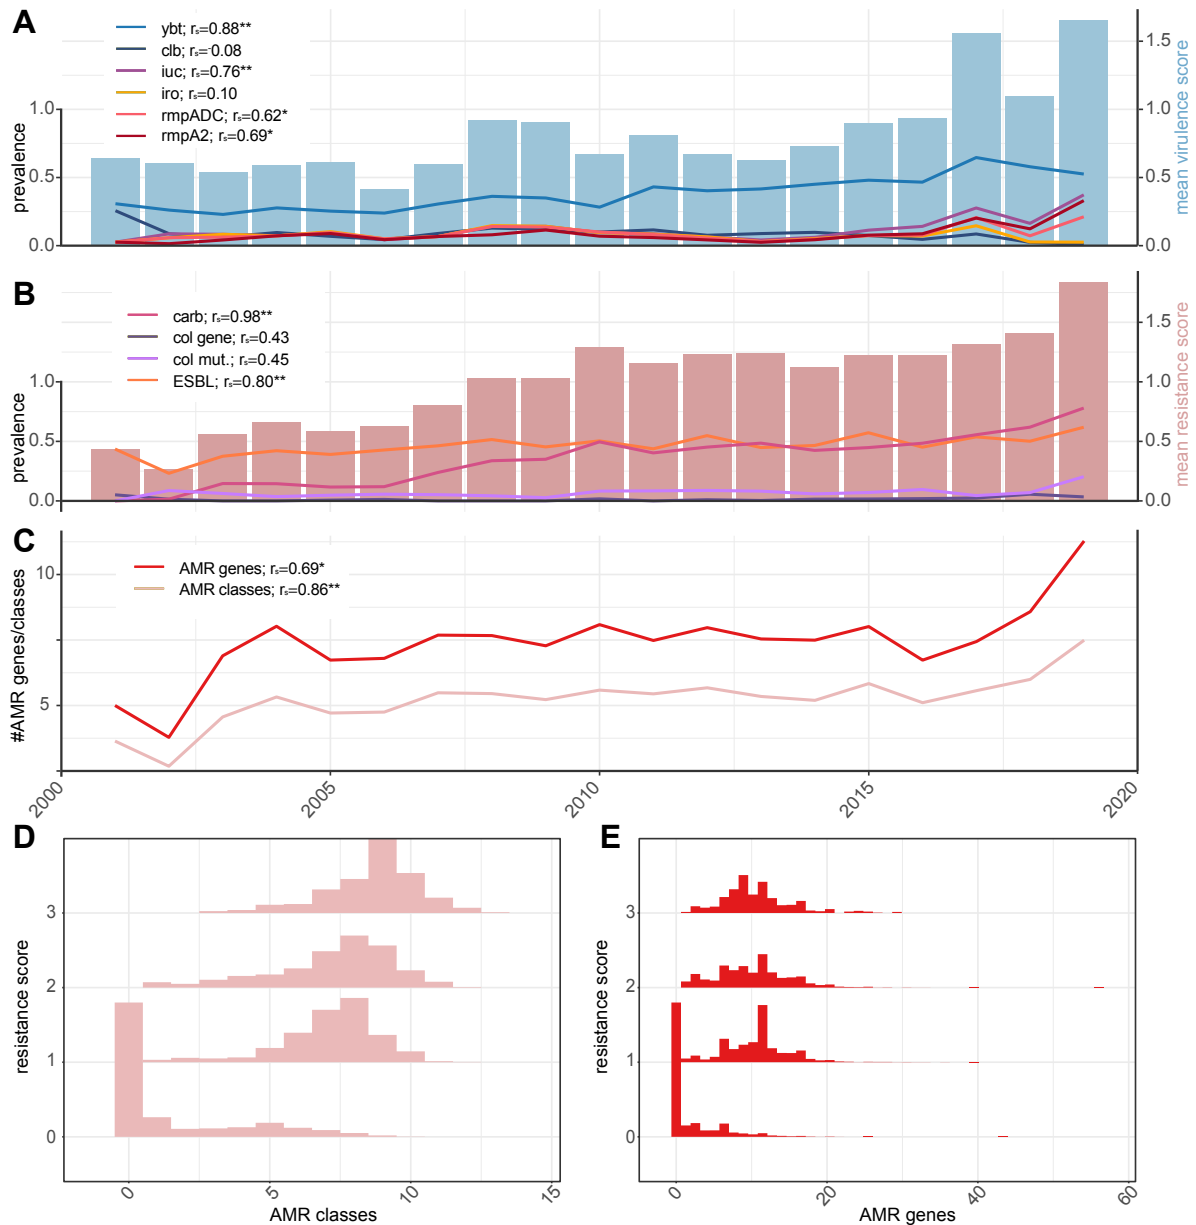 A
ybt; rₛ=0.88**
clb; rₛ=-0.08
iuc; rₛ=0.76**
iro; rₛ=0.10
rmpADC; rₛ=0.62*
rmpA2; rₛ=0.69*
prevalence
1.0
0.5
0.0
mean virulence score
1.5
1.0
0.5
0.0
B
carb; rₛ=0.98**
col gene; rₛ=0.43
col mut.; rₛ=0.45
ESBL; rₛ=0.80**
prevalence
1.0
0.5
0.0
mean resistance score
1.5
1.0
0.5
0.0
C
AMR genes; rₛ=0.69*
AMR classes; rₛ=0.86**
#AMR genes/classes
10
5
2000
2005
2010
2015
2020
D
resistance score
3
2
1
0
0
5
10
15
AMR classes
E
resistance score
3
2
1
0
0
20
40
60
AMR genes